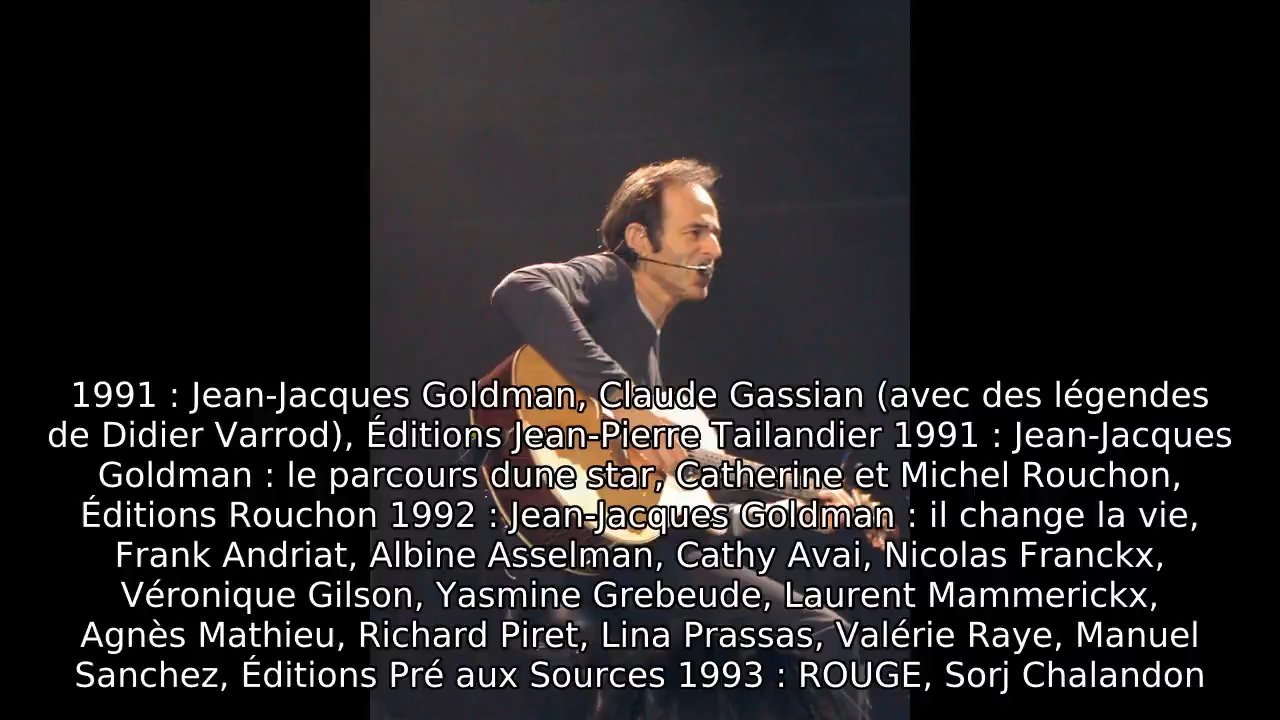 1991 : Jean-Jacques Goldman, Claude Gassian (avec des légendes
de Didier Varrod), Éditions Jean-Pierre Tailandier 1991 : Jean-Jacques
Goldman : le parcours dune star, Catherine et Michel Rouchon,
Éditions Rouchon 1992 : Jean-Jacques Goldman : il change la vie,
Frank Andriat, Albine Asselman, Cathy Avai, Nicolas Franckx,
Véronique Gilson, Yasmine Grebeude, Laurent Mammerickx,
Agnès Mathieu, Richard Piret, Lina Prassas, Valérie Raye, Manuel
Sanchez, Éditions Pré aux Sources 1993 : ROUGE, Sorj Chalandon